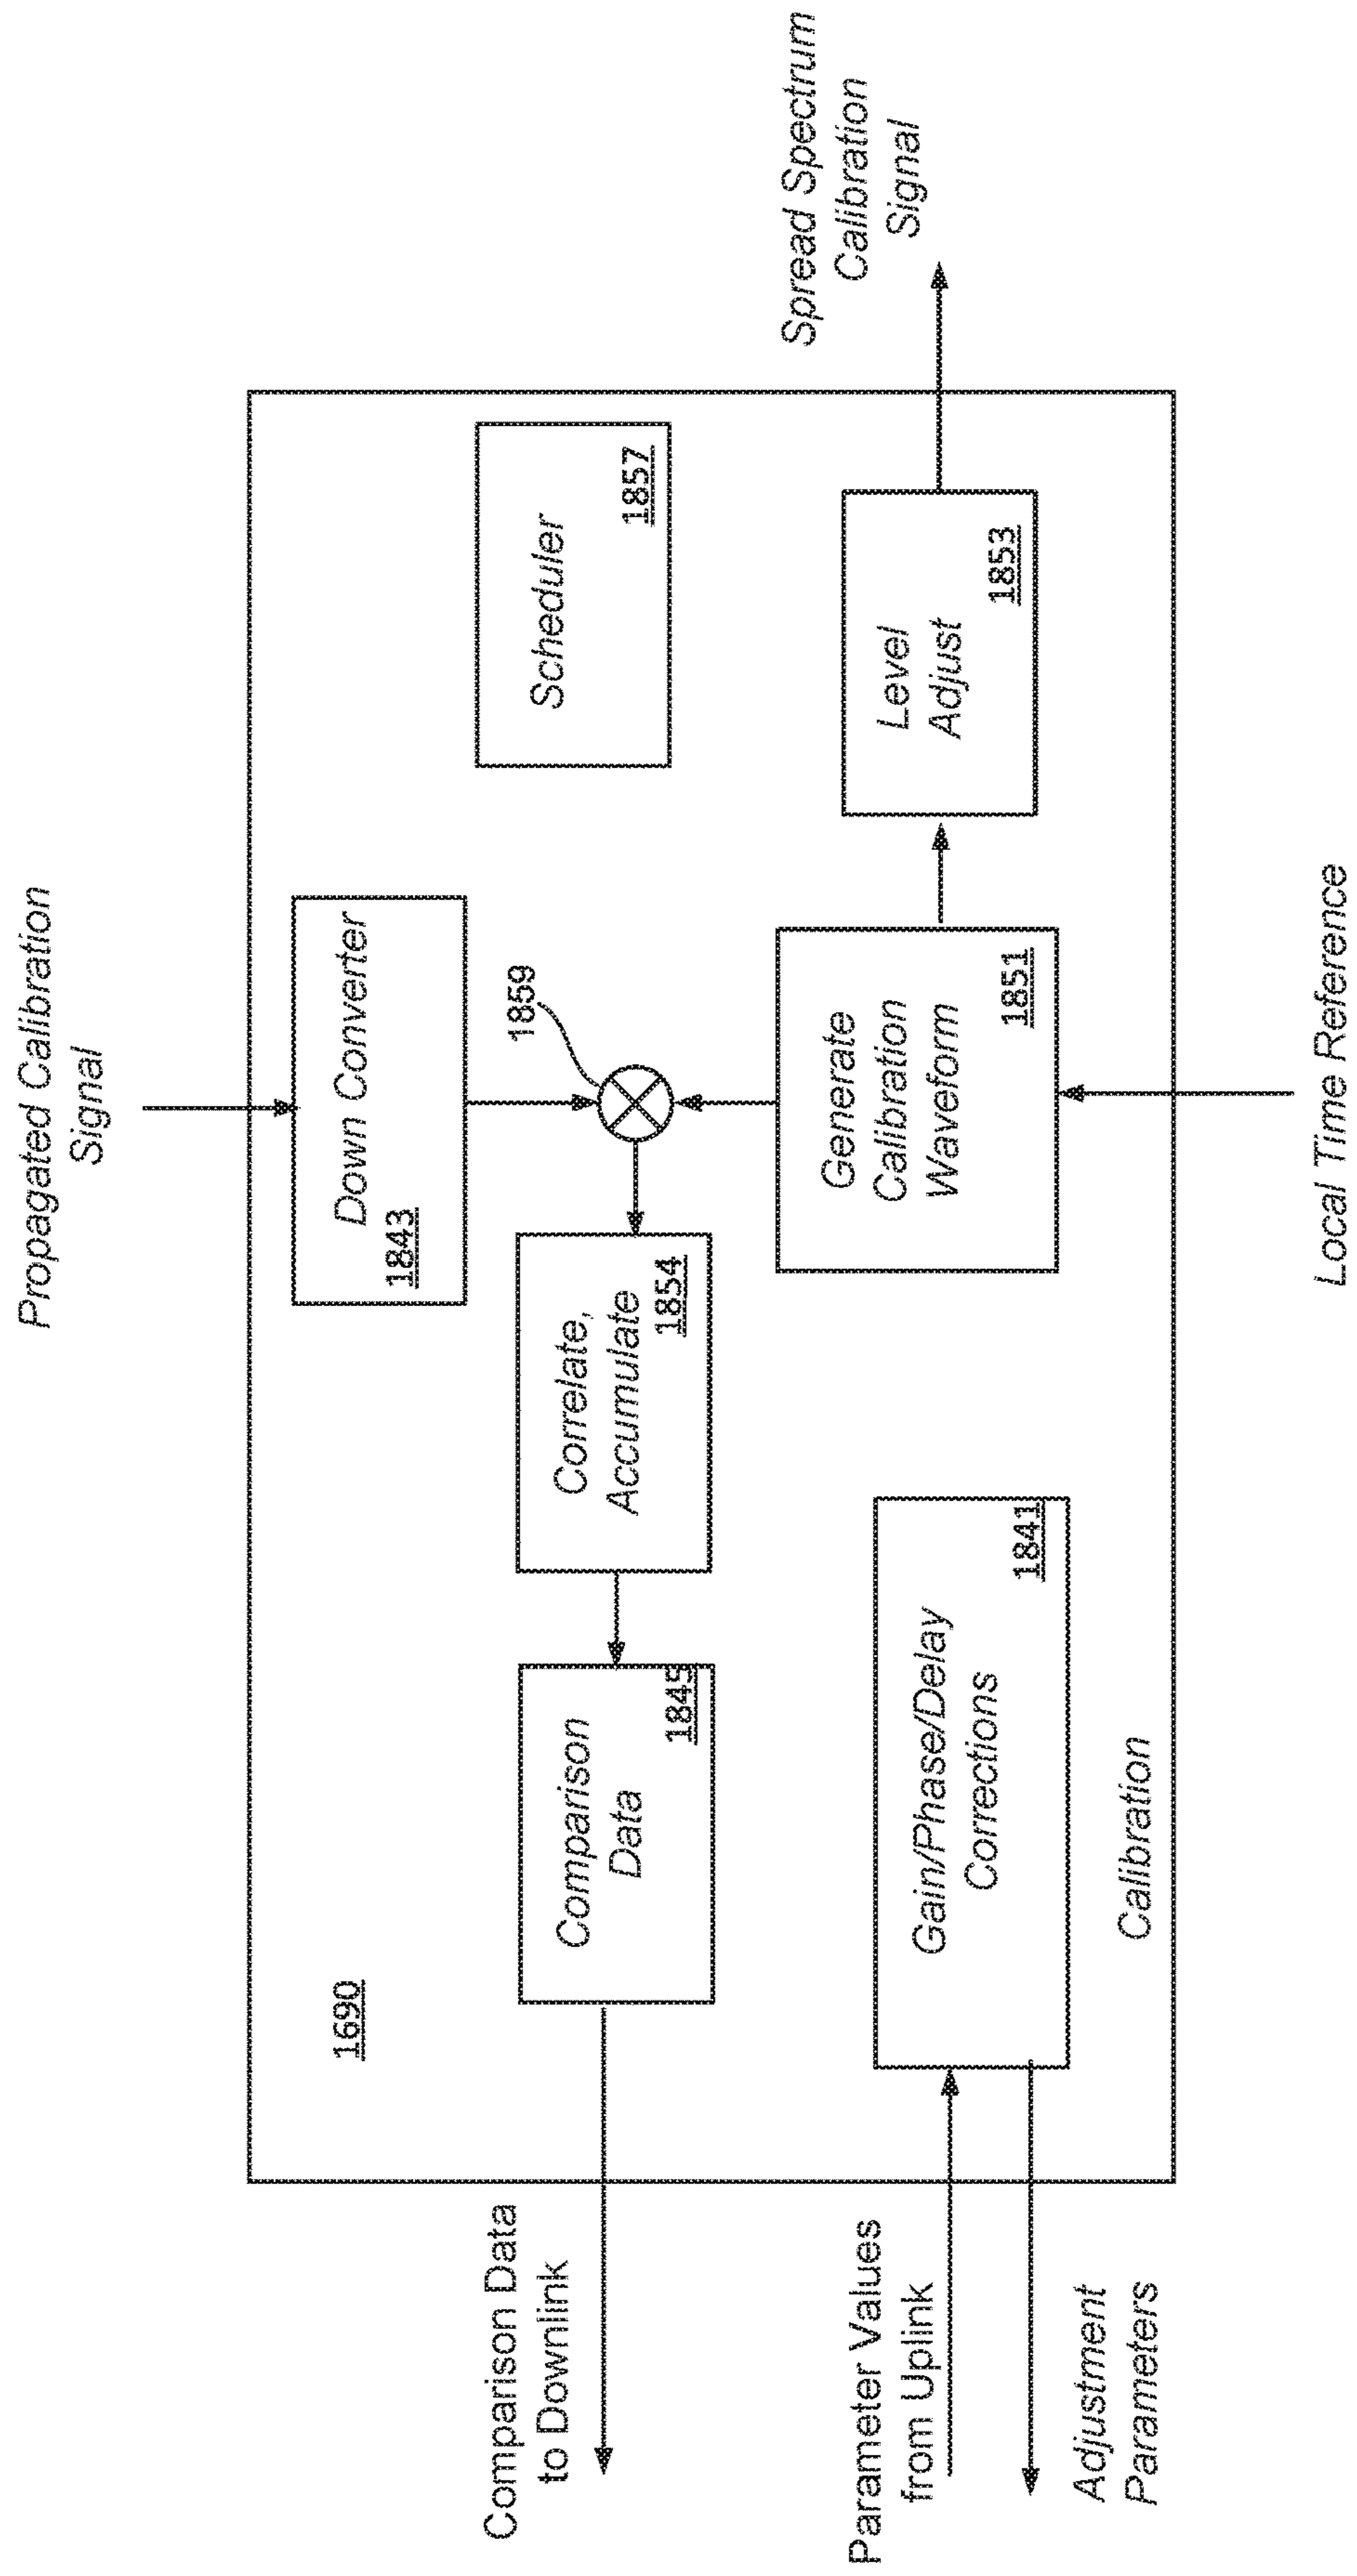 Propagated Calibration
Signal
1690
Down Converter
1843
1859
Comparison Data
to Downlink
Comparison
Data
1845
Correlate,
Accumulate
1854
Scheduler
1857
Spread Spectrum
Calibration
Signal
Parameter Values
from Uplink
Gain/Phase/Delay
Corrections
1841
Generate
Calibration
Waveform
1851
Level
Adjust
1853
Adjustment
Parameters
Calibration
Local Time Reference